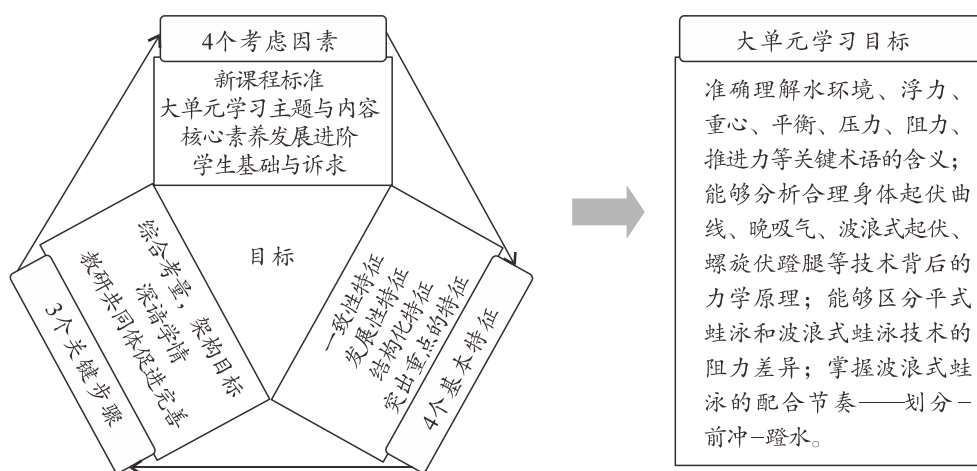 4个考虑因素
新课程标准
大单元学习主题与内容
核心素养发展进阶
学生基础与诉求
目标
综合考量，架构目标
深谙学情
教研共同体促进完善
3个关键步骤
一致性特征
发展性特征
结构化特征
突出重点的特征
4个基本特征
大单元学习目标
准确理解水环境、浮力、
重心、平衡、压力、阻力、
推进力等关键术语的含义；
能够分析合理身体起伏曲
线、晚吸气、波浪式起伏、
螺旋伏蹬腿等技术背后的
力学原理；能够区分平式
蛙泳和波浪式蛙泳技术的
阻力差异；掌握波浪式蛙
泳的配合节奏——划分-
前冲-蹬水。